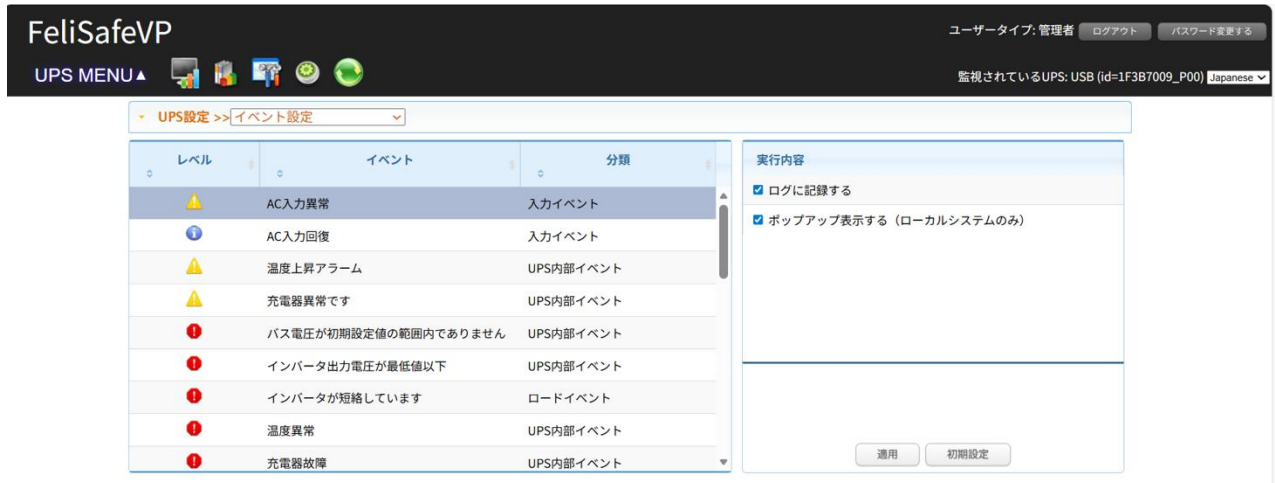 FeliSafeVP
ユーザータイプ: 管理者 ログアウト パスワード変更する
UPS MENU▲
監視されているUPS: USB (id=1F3B7009_P00) Japanese
UPS設定 >> イベント設定
レベル イベント 分類
AC入力異常 入力イベント
AC入力回復 入力イベント
温度上昇アラーム UPS内部イベント
充電器異常です UPS内部イベント
バス電圧が初期設定値の範囲内でありません UPS内部イベント
インバータ出力電圧が最低値以下 UPS内部イベント
インバータが短絡しています ロードイベント
温度異常 UPS内部イベント
充電器故障 UPS内部イベント
実行内容
ログに記録する
ポップアップ表示する（ローカルシステムのみ）
適用 初期設定